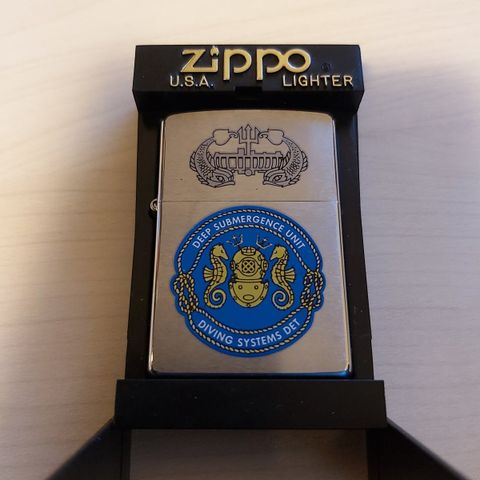 zippo
U.S.A. LIGHTER
DEEP SUBMERGENCE UNIT
DIVING SYSTEMS DET